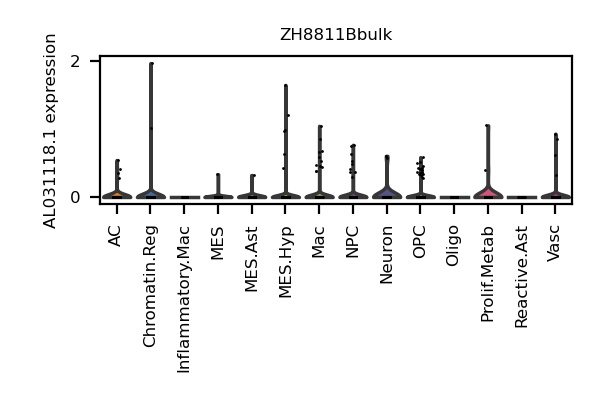 ZH8811Bbulk
AL031118.1 expression
2
0
AC
Chromatin.Reg
Inflammatory.Mac
MES
MES.Ast
MES.Hyp
Mac
NPC
Neuron
OPC
Oligo
Prolif.Metab
Reactive.Ast
Vasc